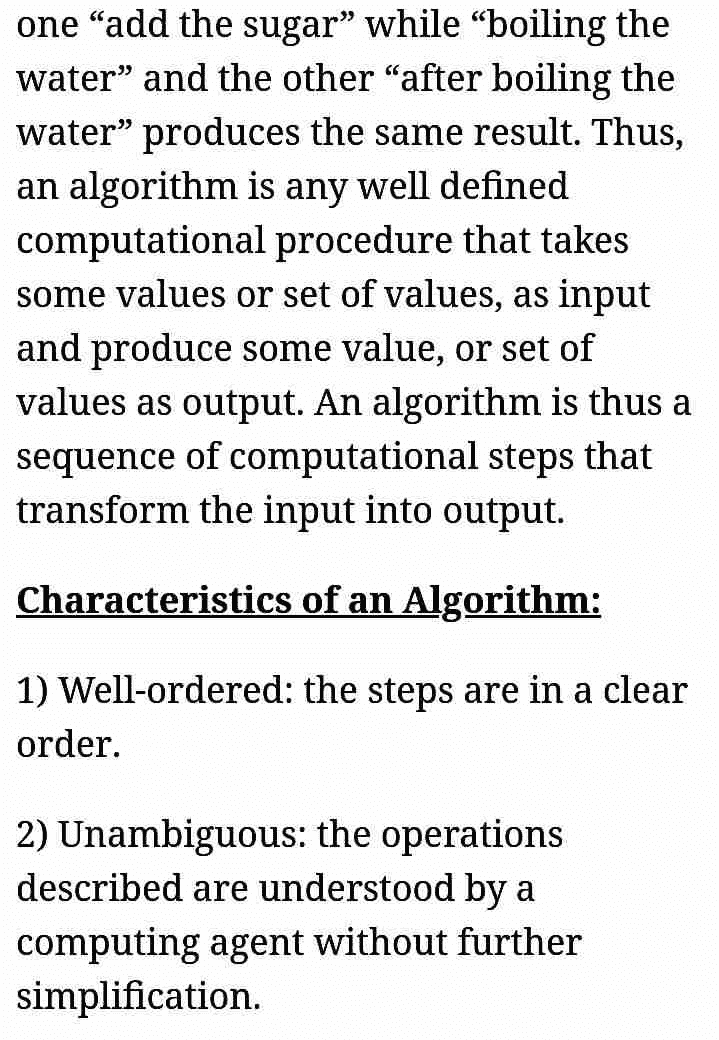 one “add the sugar” while “boiling the
water” and the other “after boiling the
water” produces the same result. Thus,
an algorithm is any well defined
computational procedure that takes
some values or set of values, as input
and produce some value, or set of
values as output. An algorithm is thus a
sequence of computational steps that
transform the input into output.
Characteristics of an Algorithm:
1) Well-ordered: the steps are in a clear
order.
2) Unambiguous: the operations
described are understood by a
computing agent without further
simplification.